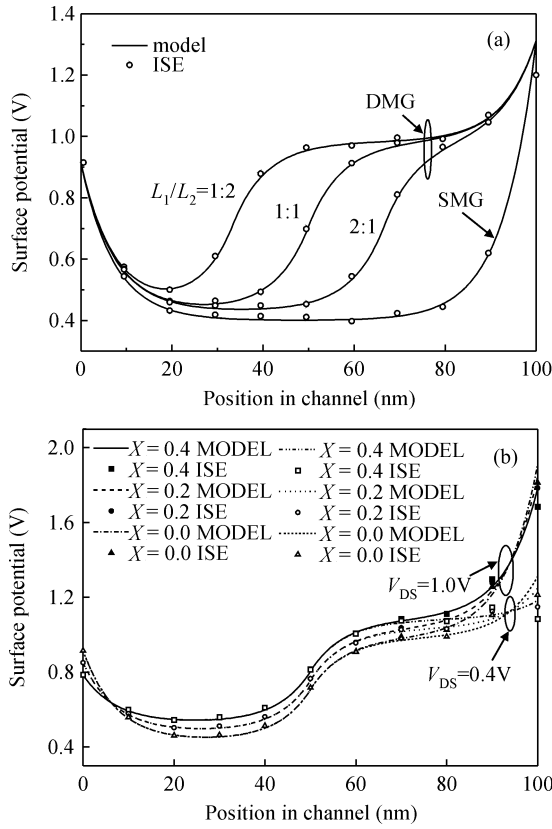 (a)
model
ISE
DMG
L1/L2=1:2
1:1
2:1
SMG
1.4
1.2
1.0
0.8
0.6
0.4
0.2
Surface potential (V)
0 20 40 60 80 100
Position in channel (nm)
(b)
X = 0.4 MODEL X = 0.4 MODEL
X = 0.4 ISE X = 0.4 ISE
X = 0.2 MODEL X = 0.2 MODEL
X = 0.2 ISE X = 0.2 ISE
X = 0.0 MODEL X = 0.0 MODEL
X = 0.0 ISE X = 0.0 ISE
VDS=1.0V
VDS=0.4V
2.0
1.6
1.2
0.8
0.4
Surface potential (V)
0 20 40 60 80 100
Position in channel (nm)